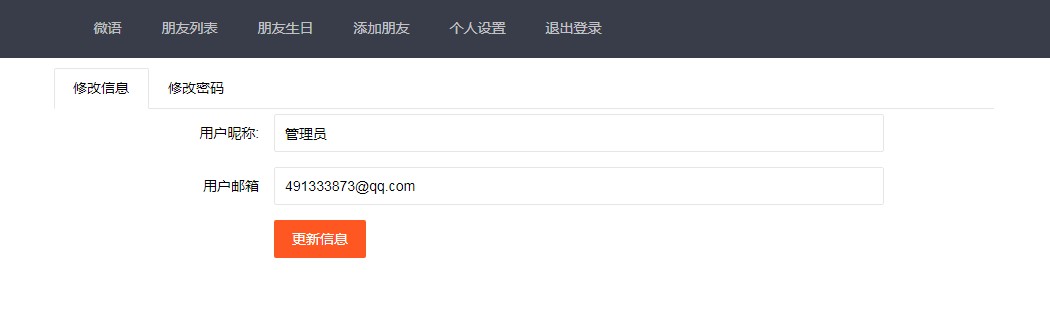 微语 朋友列表 朋友生日 添加朋友 个人设置 退出登录
修改信息 修改密码
用户昵称: 管理员
用户邮箱 491333873@qq.com
更新信息